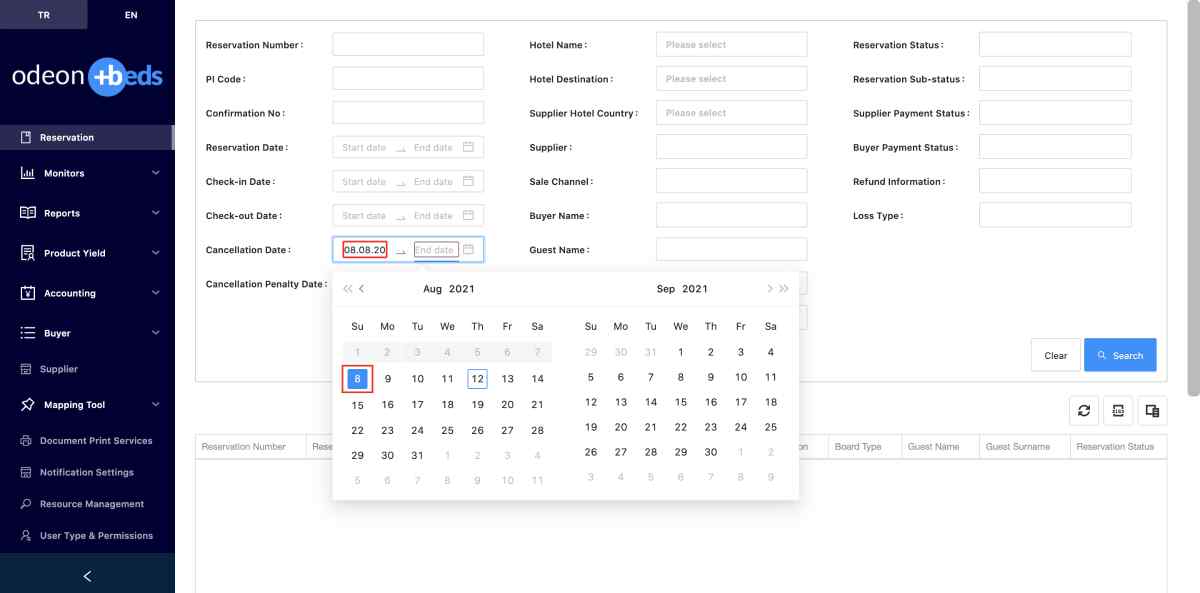 TR EN
odeon +beds
Reservation
Monitors
Reports
Product Yield
Accounting
Buyer
Supplier
Mapping Tool
Document Print Services
Notification Settings
Resource Management
User Type & Permissions
Reservation Number : Hotel Name : Please select Reservation Status :
PI Code : Hotel Destination : Please select Reservation Sub-status :
Confirmation No : Supplier Hotel Country : Please select Supplier Payment Status :
Reservation Date : Start date End date Supplier : Buyer Payment Status :
Check-in Date : Start date End date Sale Channel : Refund Information :
Check-out Date : Start date End date Buyer Name : Loss Type :
Cancellation Date : 08.08.20 End date Guest Name :
Cancellation Penalty Date :
Aug 2021 Sep 2021
Su Mo Tu We Th Fr Sa Su Mo Tu We Th Fr Sa
1 2 3 4 5 6 7 29 30 31 1 2 3 4
8 9 10 11 12 13 14 5 6 7 8 9 10 11
15 16 17 18 19 20 21 12 13 14 15 16 17 18
22 23 24 25 26 27 28 19 20 21 22 23 24 25
29 30 31 1 2 3 4 26 27 28 29 30 1 2
5 6 7 8 9 10 11 3 4 5 6 7 8 9
Clear Search
Reservation Number Rese on Board Type Guest Name Guest Surname Reservation Status